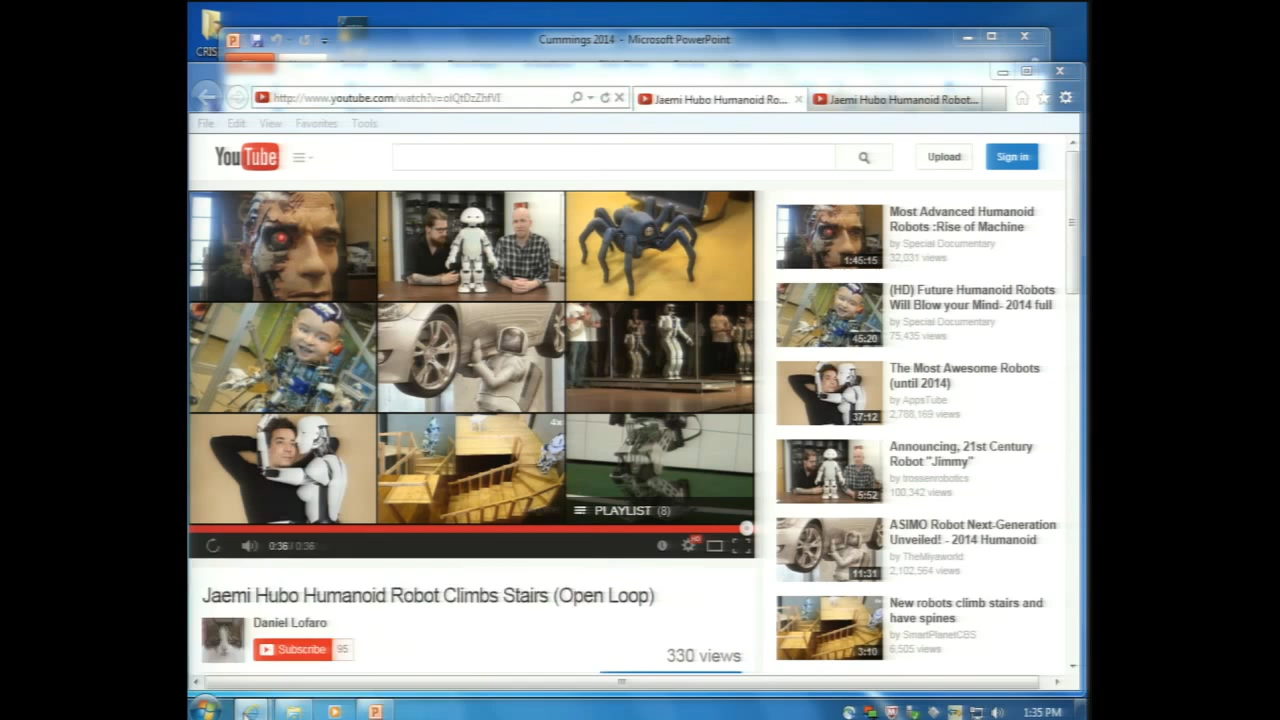 CRIS
Cummings 2014 - Microsoft PowerPoint
Jaemi Hubo Humanoid Ro...
Jaemi Hubo Humanoid Robot...
File Edit View Favorites Tools
YouTube
Upload
Sign in
4x
PLAYLIST (8)
0:36 / 0:36
HD
Jaemi Hubo Humanoid Robot Climbs Stairs (Open Loop)
Daniel Lofaro
Subscribe 95
330 views
1:45:15
Most Advanced Humanoid
Robots :Rise of Machine
by Special Documentary
32,031 views
45:20
(HD) Future Humanoid Robots
Will Blow your Mind- 2014 full
by Special Documentary
75,435 views
37:12
The Most Awesome Robots
(until 2014)
by AppsTube
2,788,169 views
5:52
Announcing, 21st Century
Robot "Jimmy"
by trossenrobotics
100,342 views
11:31
ASIMO Robot Next-Generation
Unveiled! - 2014 Humanoid
by TheMiyaworld
2,102,564 views
3:10
New robots climb stairs and
have spines
by SmartPlanetCBS
6,505 views
1:35 PM